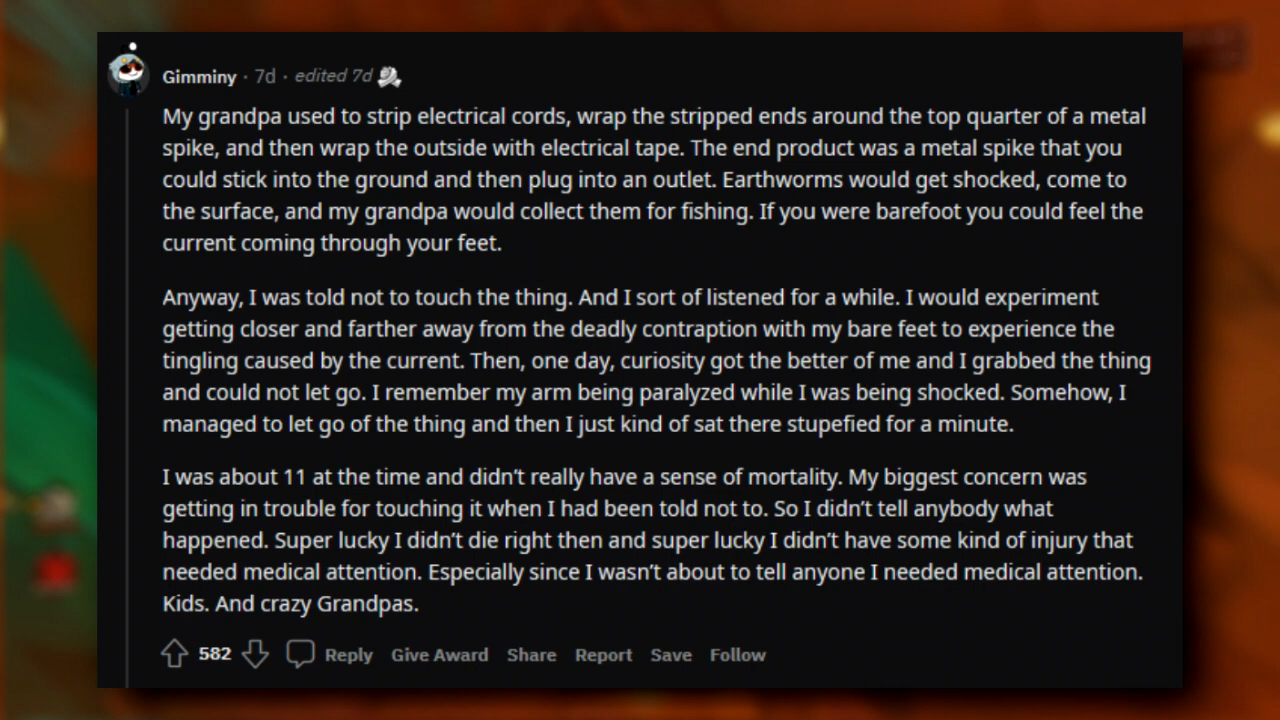 Gimminy · 7d · edited 7d
My grandpa used to strip electrical cords, wrap the stripped ends around the top quarter of a metal
spike, and then wrap the outside with electrical tape. The end product was a metal spike that you
could stick into the ground and then plug into an outlet. Earthworms would get shocked, come to
the surface, and my grandpa would collect them for fishing. If you were barefoot you could feel the
current coming through your feet.
Anyway, I was told not to touch the thing. And I sort of listened for a while. I would experiment
getting closer and farther away from the deadly contraption with my bare feet to experience the
tingling caused by the current. Then, one day, curiosity got the better of me and I grabbed the thing
and could not let go. I remember my arm being paralyzed while I was being shocked. Somehow, I
managed to let go of the thing and then I just kind of sat there stupefied for a minute.
I was about 11 at the time and didn’t really have a sense of mortality. My biggest concern was
getting in trouble for touching it when I had been told not to. So I didn’t tell anybody what
happened. Super lucky I didn’t die right then and super lucky I didn’t have some kind of injury that
needed medical attention. Especially since I wasn’t about to tell anyone I needed medical attention.
Kids. And crazy Grandpas.
582 Reply Give Award Share Report Save Follow